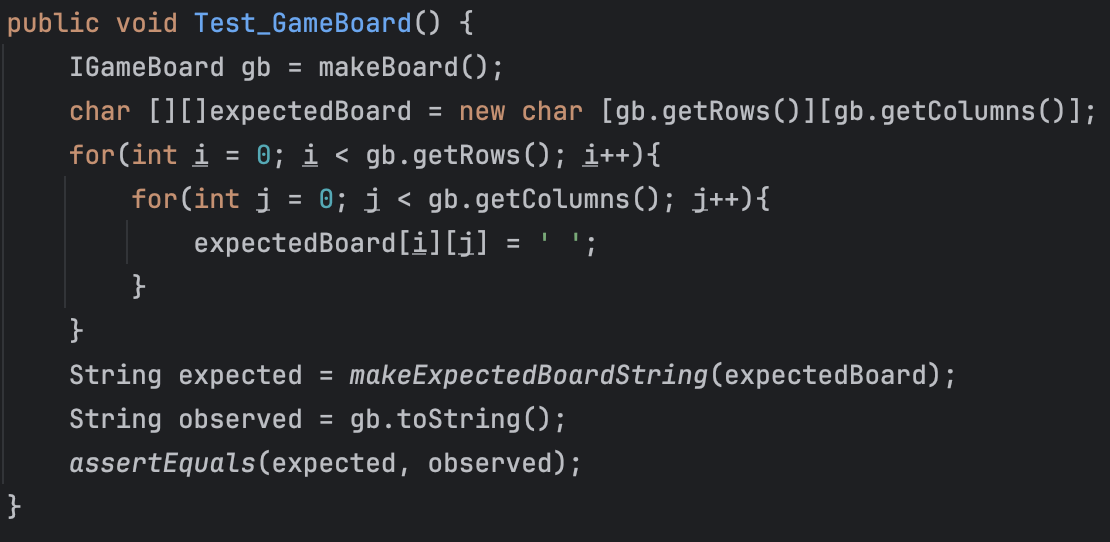 public void Test_GameBoard() {
    IGameBoard gb = makeBoard();
    char [][]expectedBoard = new char [gb.getRows()][gb.getColumns()];
    for(int i = 0; i < gb.getRows(); i++){
        for(int j = 0; j < gb.getColumns(); j++){
            expectedBoard[i][j] = ' ';
        }
    }
    String expected = makeExpectedBoardString(expectedBoard);
    String observed = gb.toString();
    assertEquals(expected, observed);
}